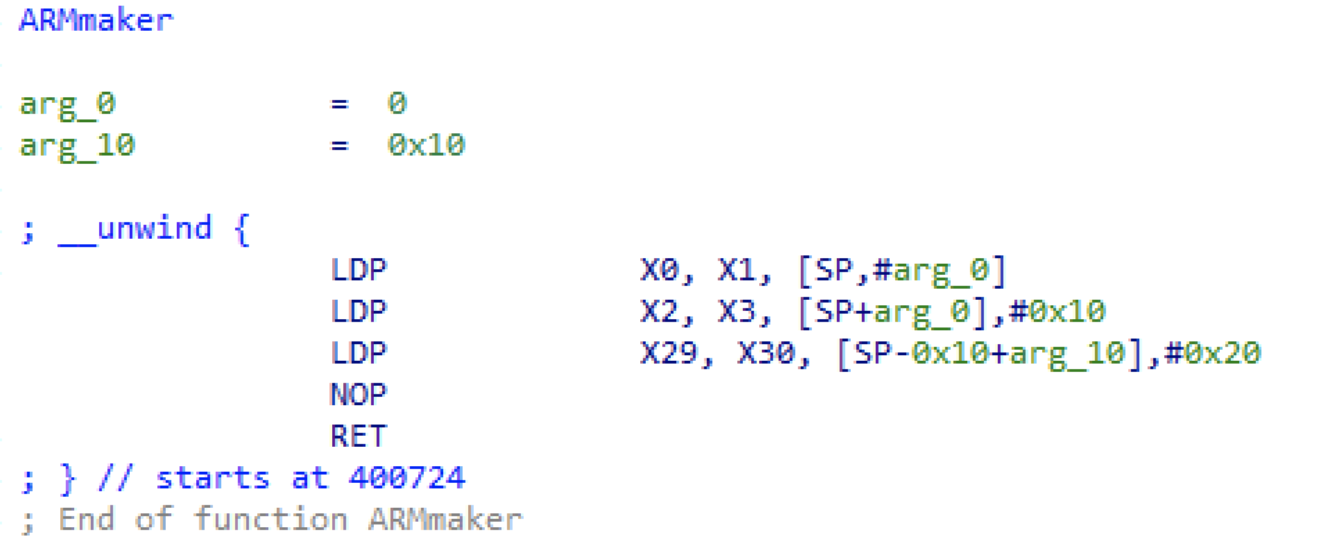 ARMmaker
arg_0 = 0
arg_10 = 0x10
; __unwind {
LDP X0, X1, [SP,#arg_0]
LDP X2, X3, [SP+arg_0],#0x10
LDP X29, X30, [SP-0x10+arg_10],#0x20
NOP
RET
; } // starts at 400724
; End of function ARMmaker